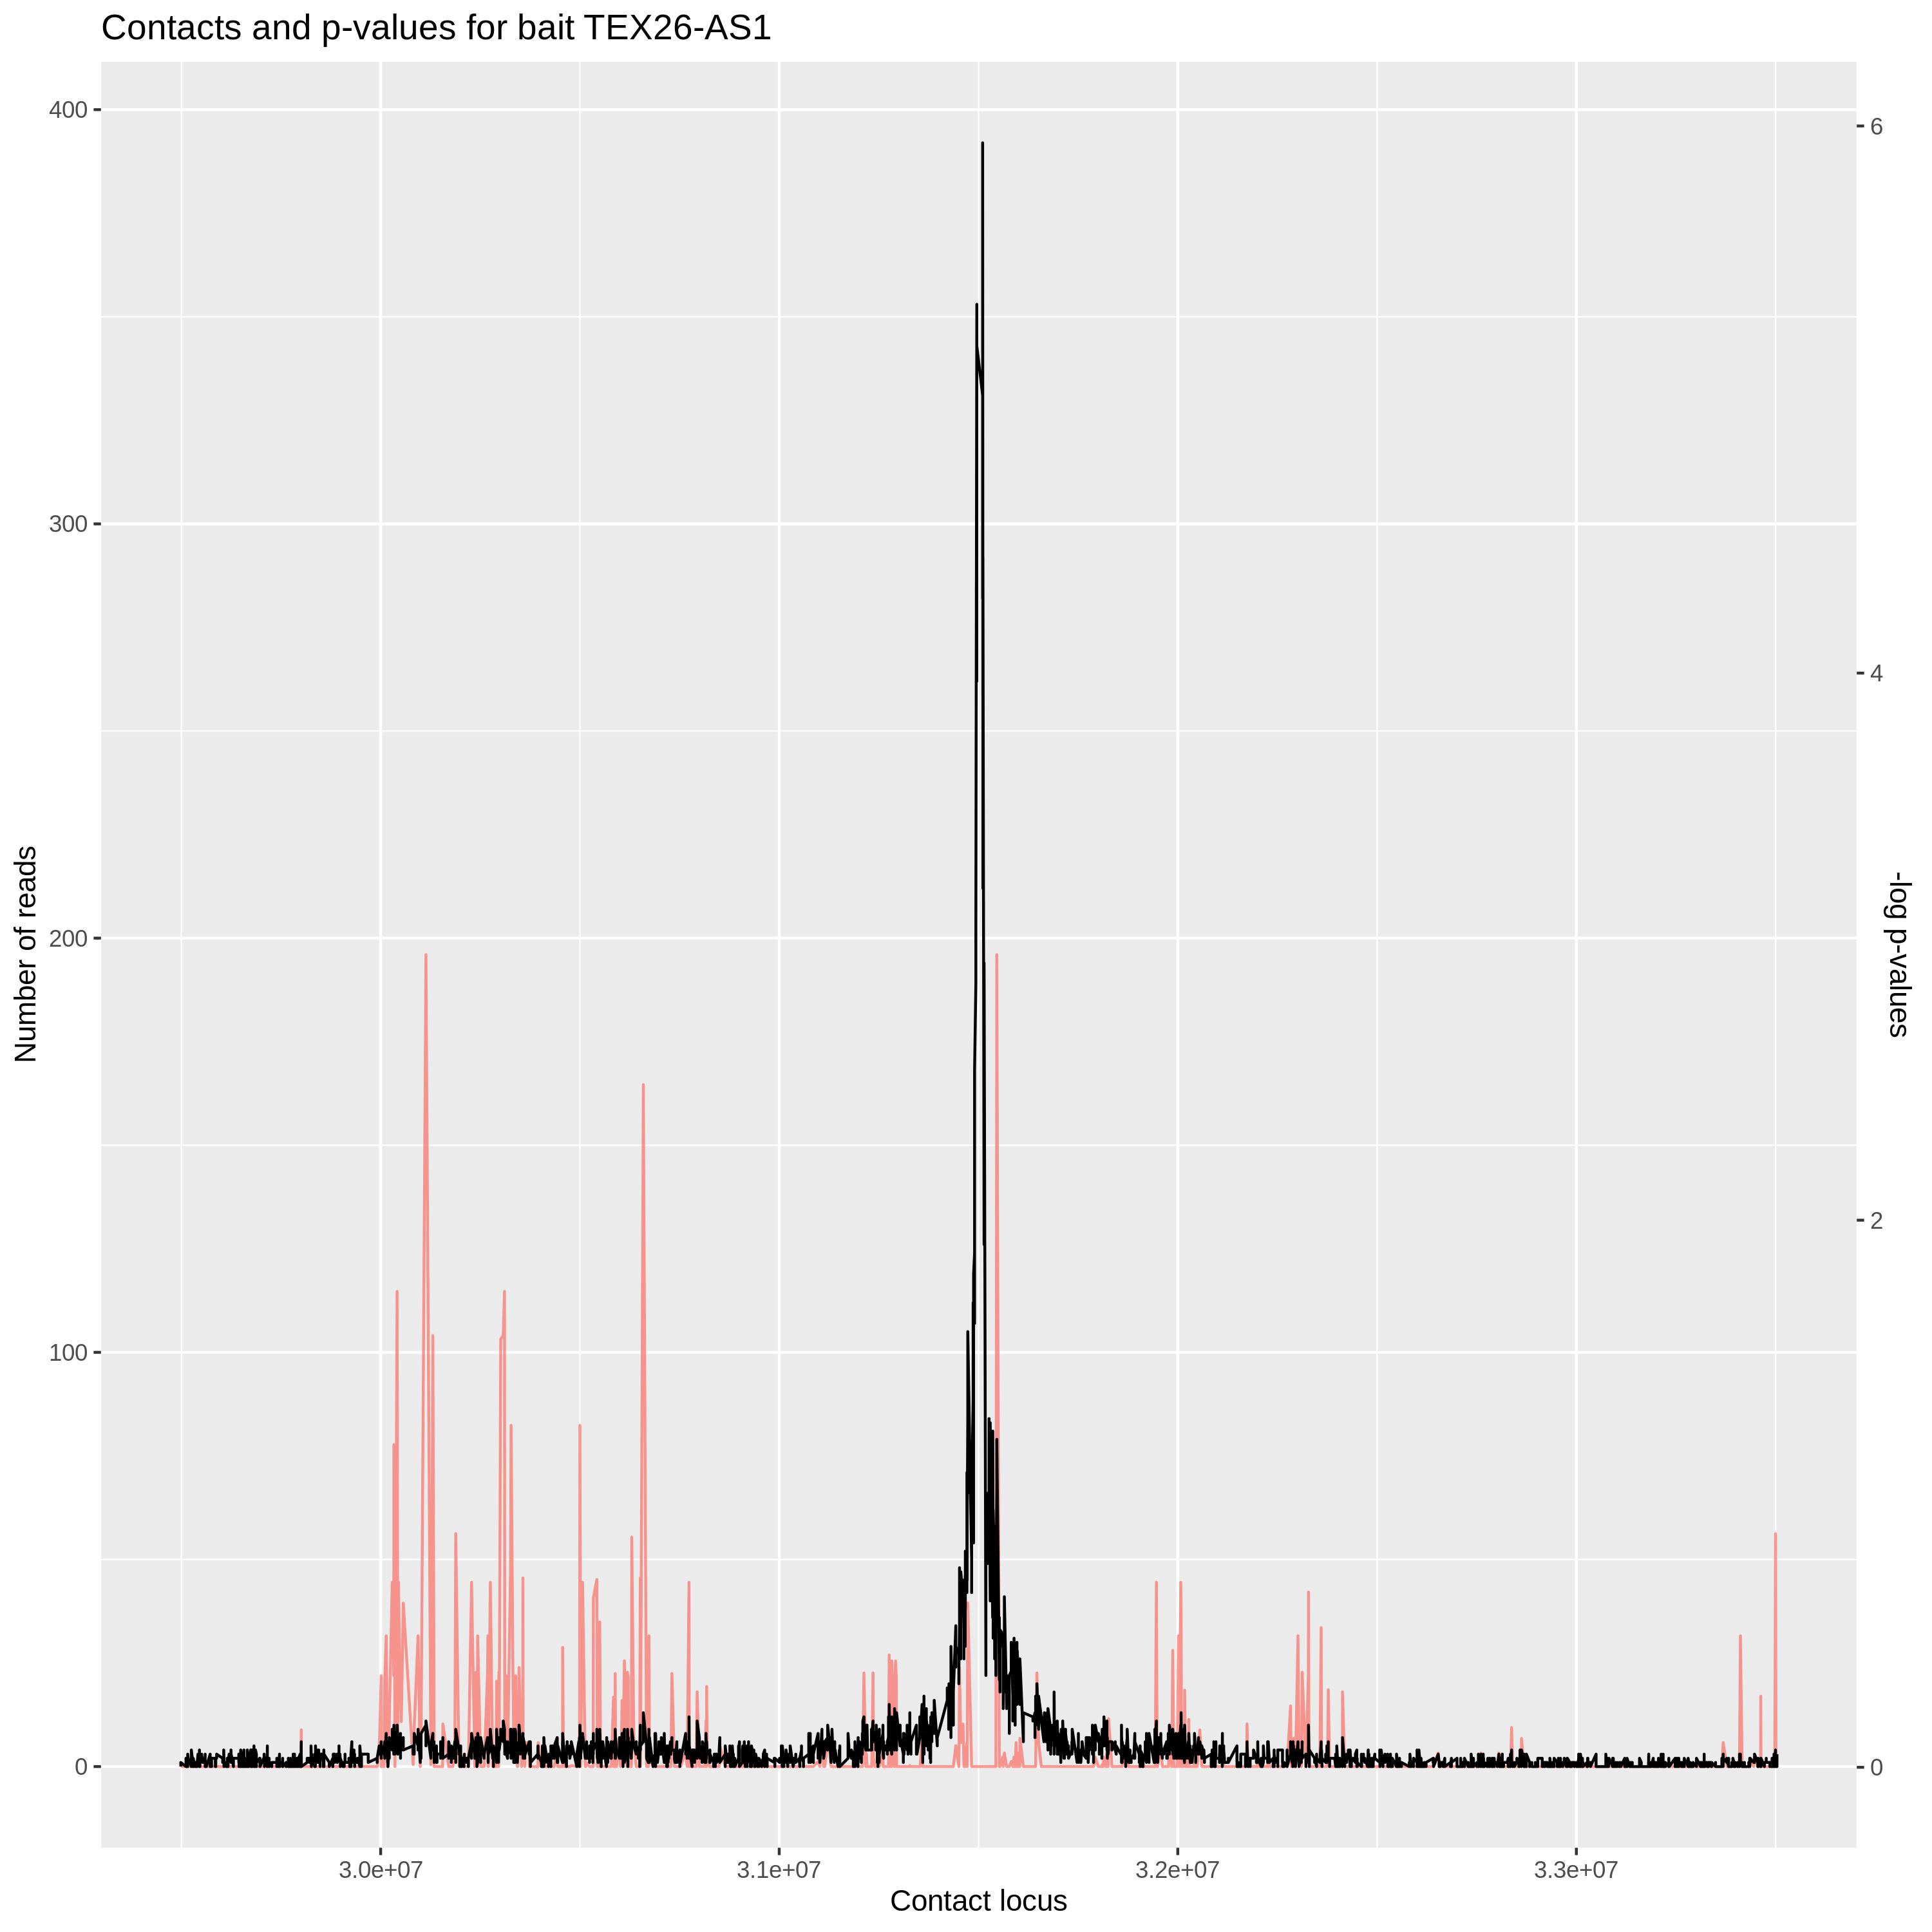 Contacts and p-values for bait TEX26-AS1
400
300
200
100
0
Number of reads
6
4
2
0
-log p-values
3.0e+07
3.1e+07
3.2e+07
3.3e+07
Contact locus